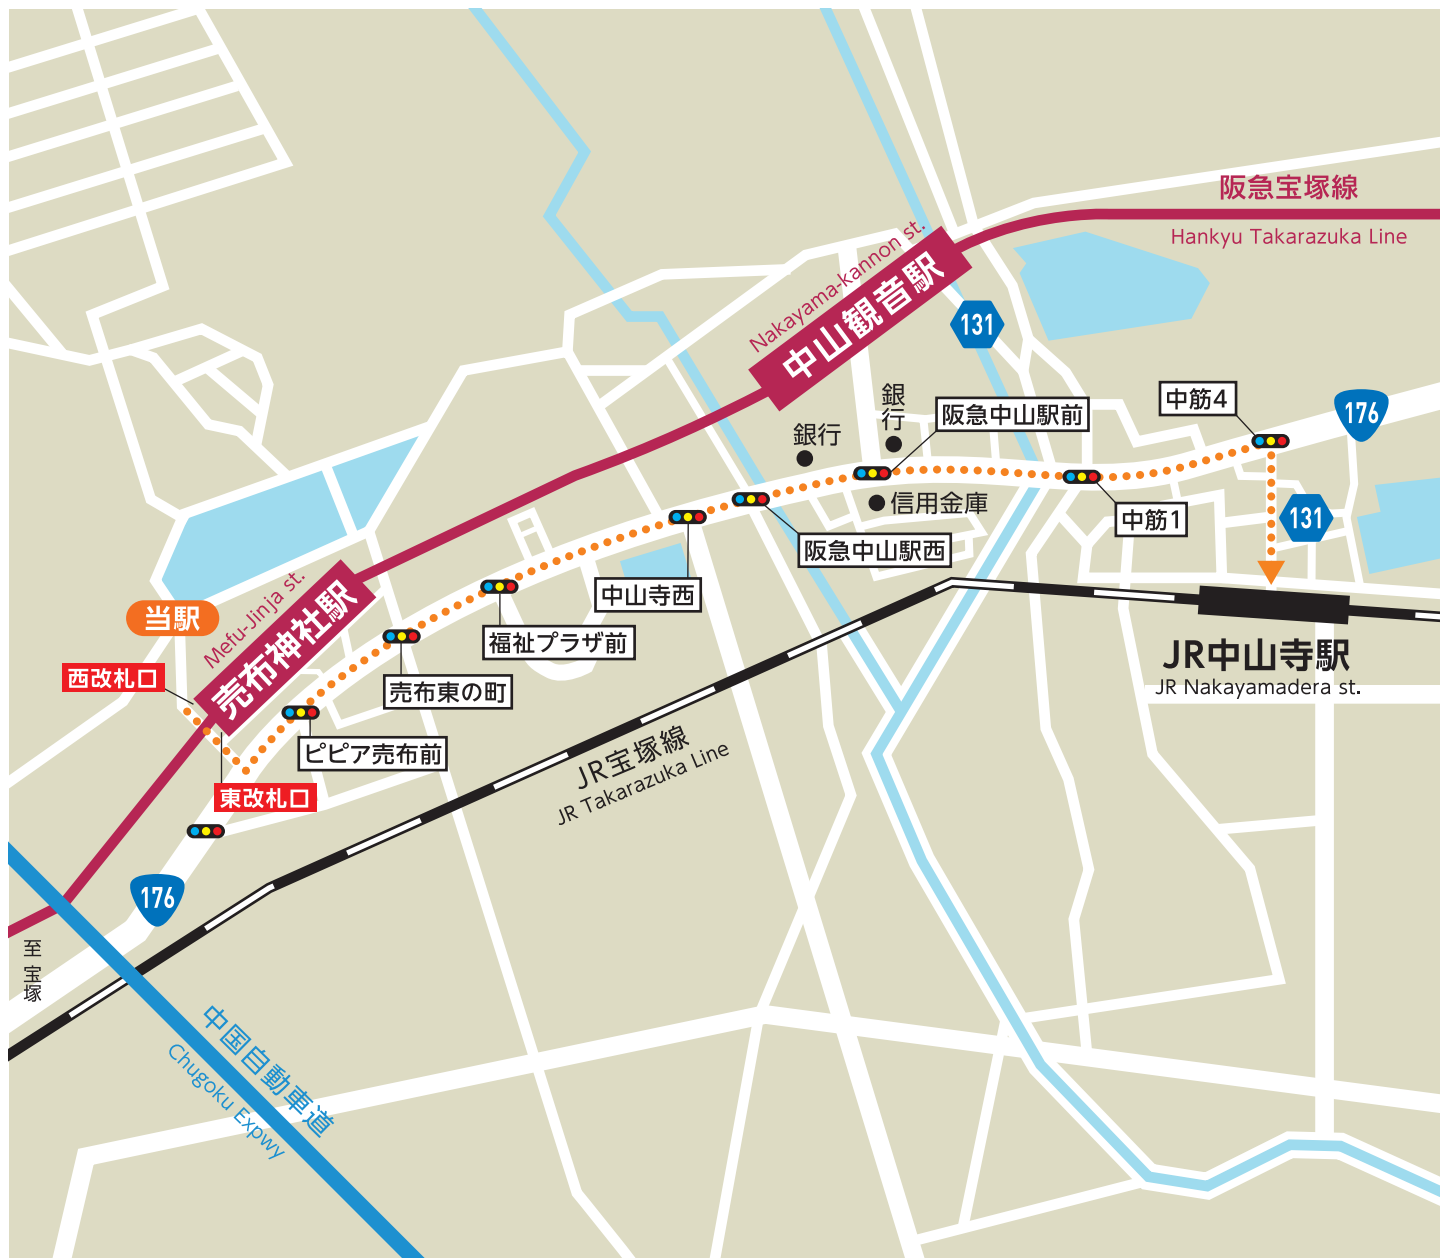 阪急宝塚線
Hankyu Takarazuka Line
Nakayama-kannon st.
中山観音駅
131
中筋4
176
銀行
阪急中山駅前
銀行
信用金庫
中筋1
131
阪急中山駅西
中山寺西
福祉プラザ前
売布東の町
ピピア売布前
当駅
Mefu-Jinja st.
売布神社駅
西改札口
東改札口
JR中山寺駅
JR Nakayamadera st.
JR宝塚線
JR Takarazuka Line
176
至 宝塚
中国自動車道
Chugoku Expwy